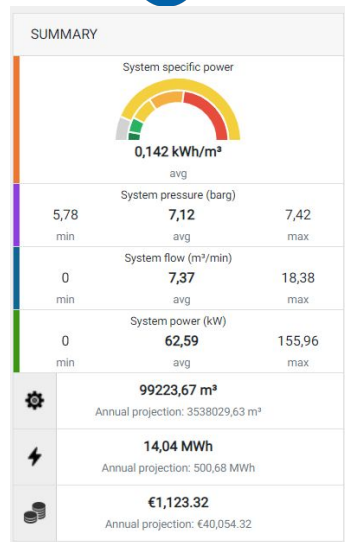 SUMMARY
System specific power
0,142 kWh/m³
avg
System pressure (barg)
5,78 7,12 7,42
min avg max
System flow (m³/min)
0 7,37 18,38
min avg max
System power (kW)
0 62,59 155,96
min avg max
99223,67 m³
Annual projection: 3538029,63 m³
14,04 MWh
Annual projection: 500,68 MWh
€1,123.32
Annual projection: €40,054.32